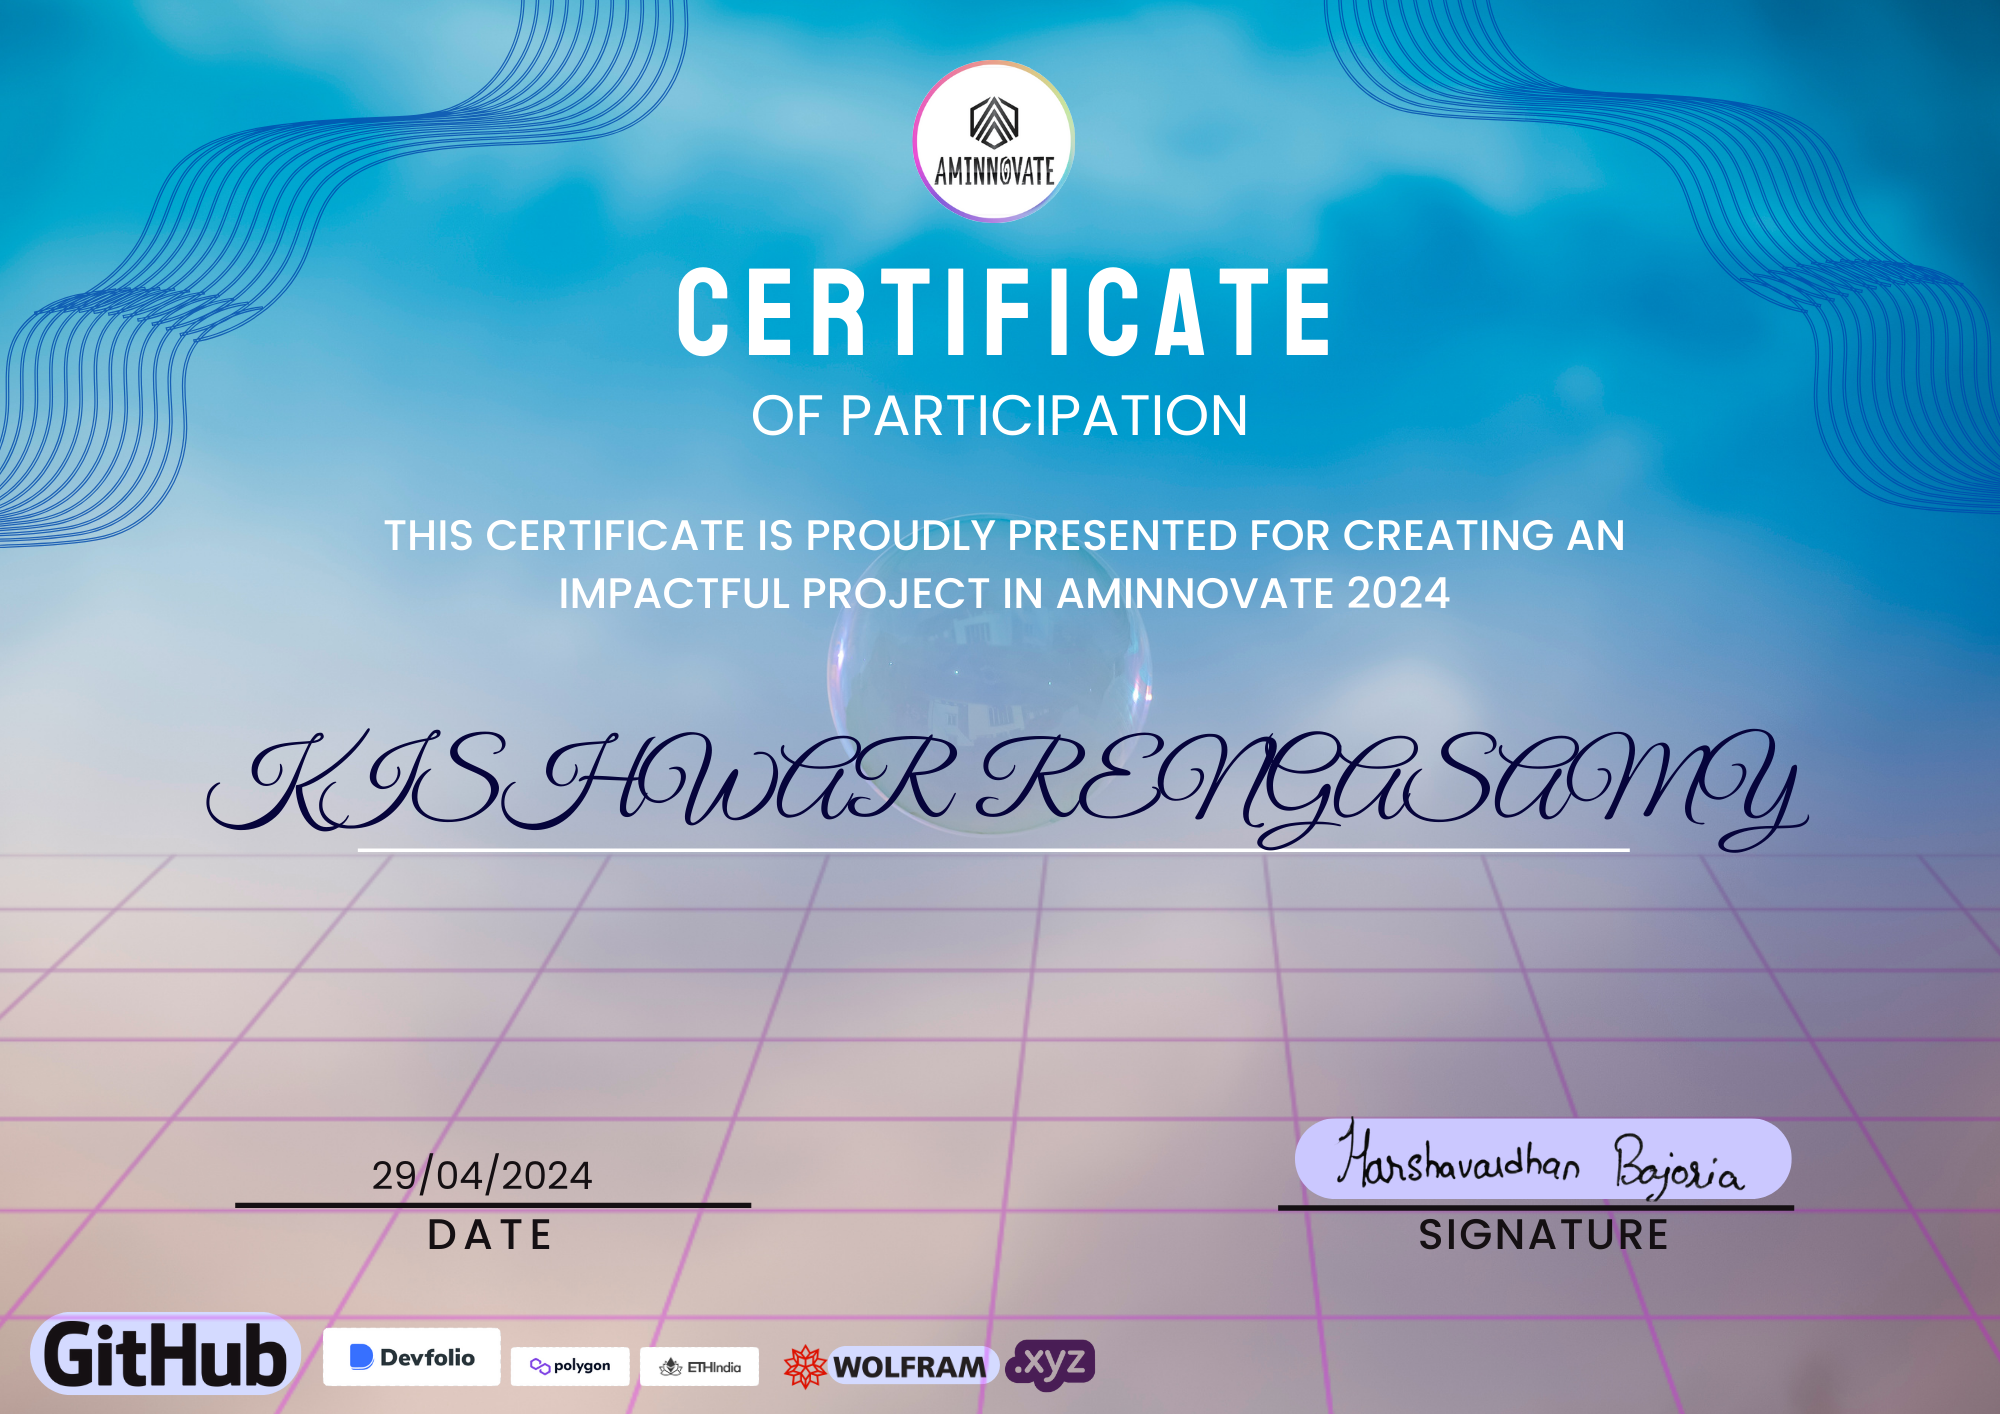 AMINNOVATE
CERTIFICATE
OF PARTICIPATION
THIS CERTIFICATE IS PROUDLY PRESENTED FOR CREATING AN
IMPACTFUL PROJECT IN AMINNOVATE 2024
KISHWAR RENGASAMY
29/04/2024
DATE
Harshavardhan Bajoria
SIGNATURE
GitHub
Devfolio
polygon
ETHIndia
WOLFRAM
.xyz